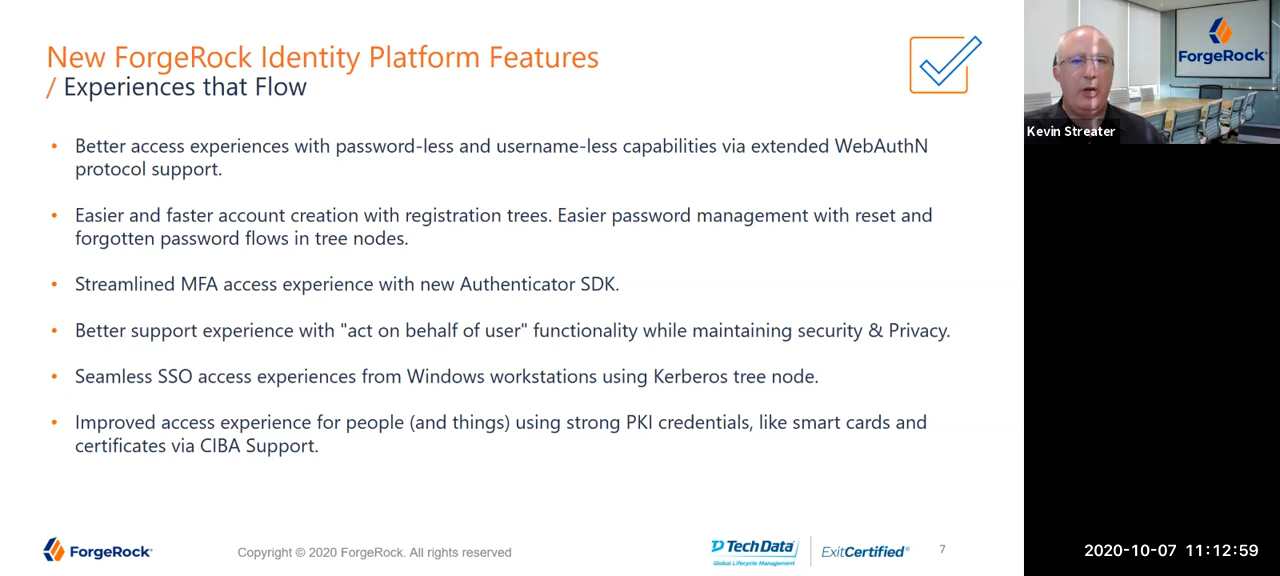 New ForgeRock Identity Platform Features
/ Experiences that Flow
• Better access experiences with password-less and username-less capabilities via extended WebAuthN
protocol support.
• Easier and faster account creation with registration trees. Easier password management with reset and
forgotten password flows in tree nodes.
• Streamlined MFA access experience with new Authenticator SDK.
• Better support experience with "act on behalf of user" functionality while maintaining security & Privacy.
• Seamless SSO access experiences from Windows workstations using Kerberos tree node.
• Improved access experience for people (and things) using strong PKI credentials, like smart cards and
certificates via CIBA Support.
ForgeRock
Copyright © 2020 ForgeRock. All rights reserved
TechData
Global Lifecycle Management
ExitCertified®
7
ForgeRock
Kevin Streater
2020-10-07 11:12:59